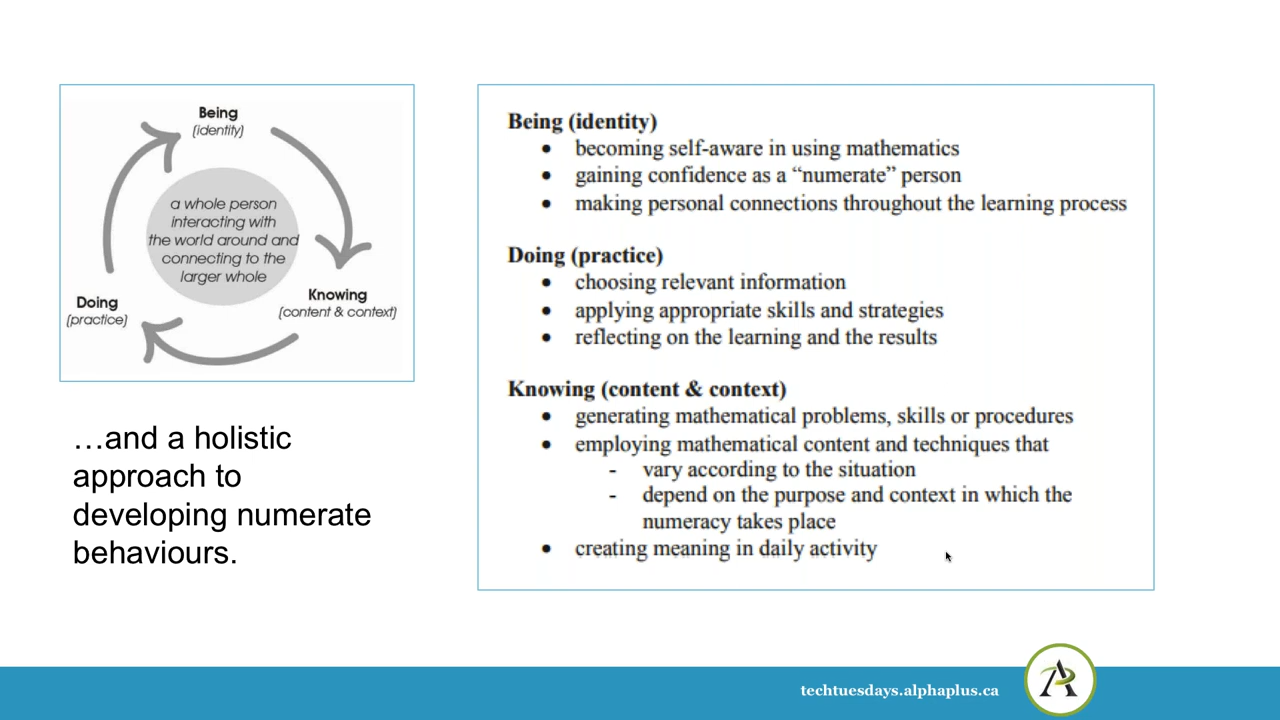 Being
(identity)
a whole person
interacting with
the world around and
connecting to the
larger whole
Doing
(practice)
Knowing
(content & context)
…and a holistic
approach to
developing numerate
behaviours.
Being (identity)
• becoming self-aware in using mathematics
• gaining confidence as a “numerate” person
• making personal connections throughout the learning process
Doing (practice)
• choosing relevant information
• applying appropriate skills and strategies
• reflecting on the learning and the results
Knowing (content & context)
• generating mathematical problems, skills or procedures
• employing mathematical content and techniques that
- vary according to the situation
- depend on the purpose and context in which the
numeracy takes place
• creating meaning in daily activity
techtuesdays.alphaplus.ca